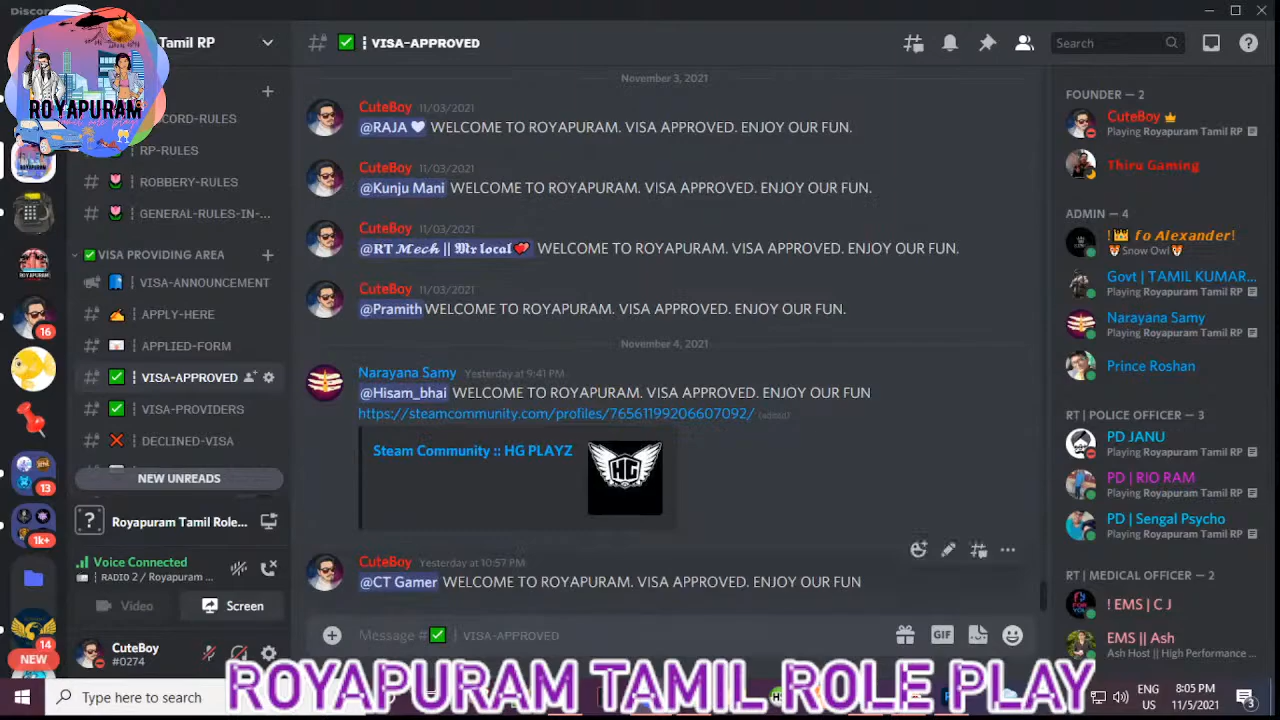 Discord
ROYAPURAM
Tamil RP
CORD-RULES
RP-RULES
ROBBERY-RULES
GENERAL-RULES-IN-...
VISA PROVIDING AREA
VISA-ANNOUNCEMENT
APPLY-HERE
APPLIED-FORM
VISA-APPROVED
VISA-PROVIDERS
DECLINED-VISA
NEW UNREADS
16
13
1k+
14
NEW
Royapuram Tamil Role...
Voice Connected
RADIO 2 / Royapuram ...
Video
Screen
CuteBoy
#0274
VISA-APPROVED
Search
November 3, 2021
CuteBoy 11/03/2021
@RAJA 🤍 WELCOME TO ROYAPURAM. VISA APPROVED. ENJOY OUR FUN.
CuteBoy 11/03/2021
@Kunju Mani WELCOME TO ROYAPURAM. VISA APPROVED. ENJOY OUR FUN.
CuteBoy 11/03/2021
@RT 𝓜𝓮𝓬𝓱 || 𝕸𝖗 𝖑𝖔𝖈𝖆𝖑 💘 WELCOME TO ROYAPURAM. VISA APPROVED. ENJOY OUR FUN.
CuteBoy 11/03/2021
@Pramith WELCOME TO ROYAPURAM. VISA APPROVED. ENJOY OUR FUN.
November 4, 2021
Narayana Samy Yesterday at 9:41 PM
@Hisam_bhai WELCOME TO ROYAPURAM. VISA APPROVED. ENJOY OUR FUN
https://steamcommunity.com/profiles/76561199206607092/ (edited)
Steam Community :: HG PLAYZ
HG
CuteBoy Yesterday at 10:57 PM
@CT Gamer WELCOME TO ROYAPURAM. VISA APPROVED. ENJOY OUR FUN
Message #✅ | VISA-APPROVED
GIF
FOUNDER — 2
CuteBoy
Playing Royapuram Tamil RP
Thiru Gaming
ADMIN — 4
! 👑 fo Alexander!
Snow Owl
Govt | TAMIL KUMAR...
Playing Royapuram Tamil RP
Narayana Samy
Playing Royapuram Tamil RP
Prince Roshan
RT | POLICE OFFICER — 3
PD JANU
Playing Royapuram Tamil RP
PD | RIO RAM
Playing Royapuram Tamil RP
PD | Sengal Psycho
Playing Royapuram Tamil RP
RT | MEDICAL OFFICER — 2
! EMS | C J
EMS || Ash
Ash Host || High Performance ...
Type here to search
ROYAPURAM TAMIL ROLE PLAY
ENG
US
8:05 PM
11/5/2021
3